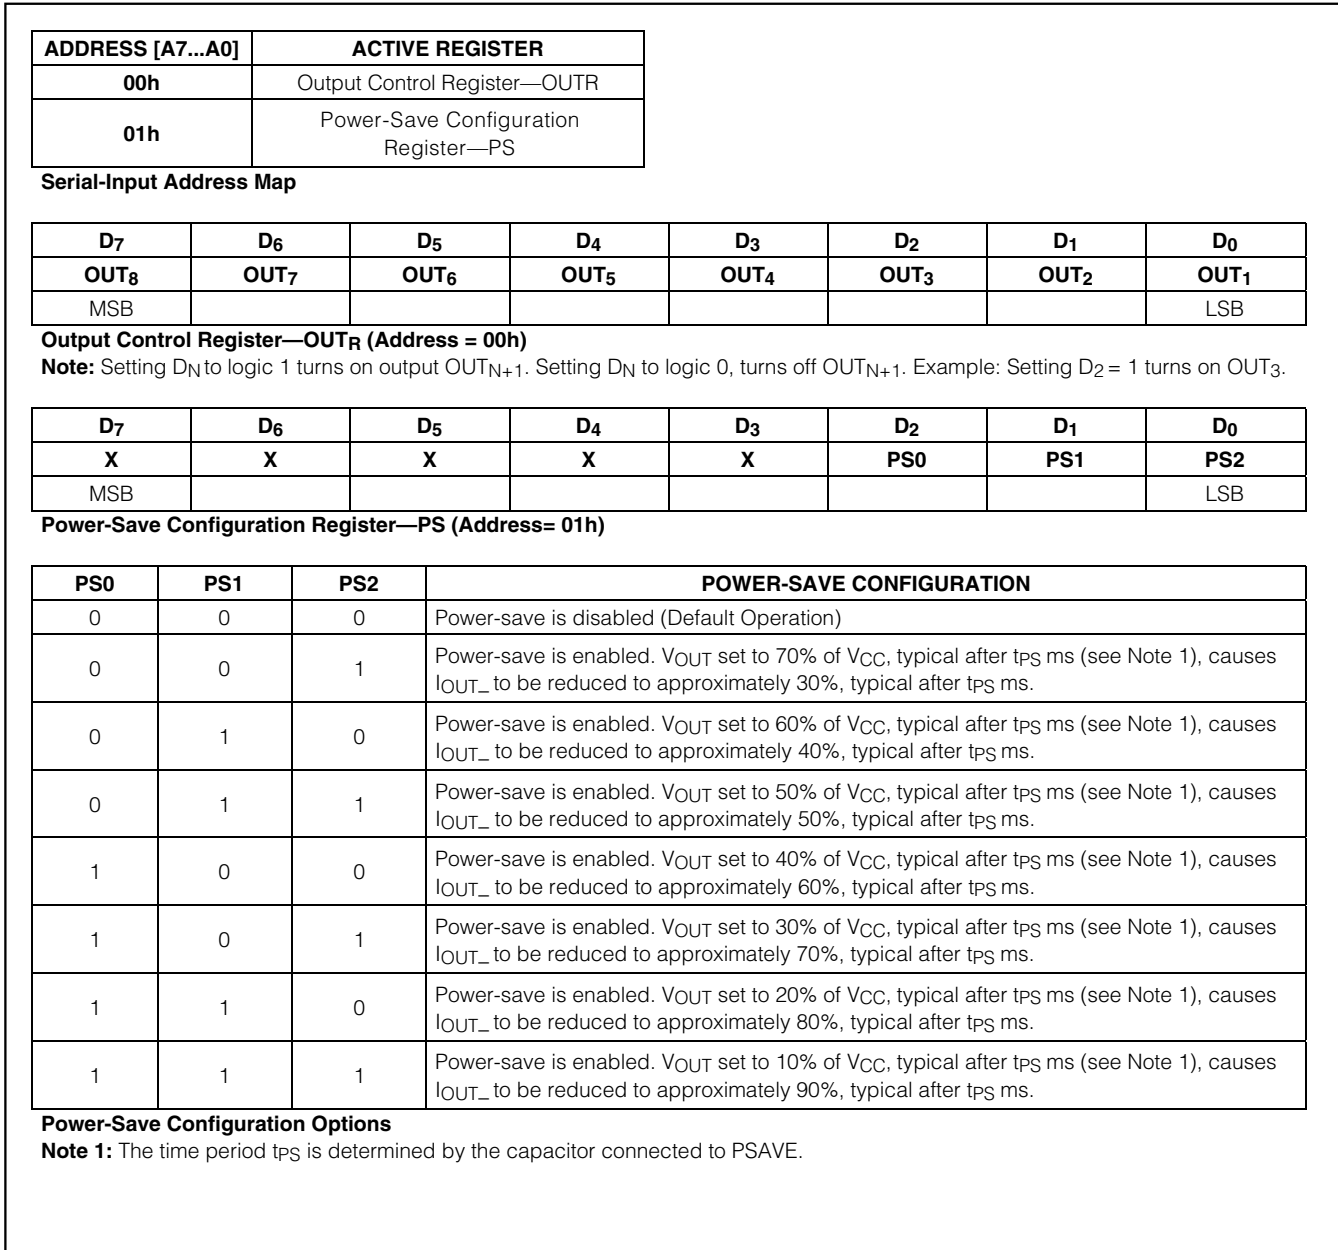 ADDRESS [A7...A0] ACTIVE REGISTER
00h Output Control Register—OUTR
01h Power-Save Configuration
Register—PS
Serial-Input Address Map
D7 D6 D5 D4 D3 D2 D1 D0
OUT8 OUT7 OUT6 OUT5 OUT4 OUT3 OUT2 OUT1
MSB LSB
Output Control Register—OUTR (Address = 00h)
Note: Setting DN to logic 1 turns on output OUTN+1. Setting DN to logic 0, turns off OUTN+1. Example: Setting D2 = 1 turns on OUT3.
D7 D6 D5 D4 D3 D2 D1 D0
X X X X X PS0 PS1 PS2
MSB LSB
Power-Save Configuration Register—PS (Address= 01h)
PS0 PS1 PS2 POWER-SAVE CONFIGURATION
0 0 0 Power-save is disabled (Default Operation)
0 0 1 Power-save is enabled. VOUT set to 70% of VCC, typical after tPS ms (see Note 1), causes
IOUT_ to be reduced to approximately 30%, typical after tPS ms.
0 1 0 Power-save is enabled. VOUT set to 60% of VCC, typical after tPS ms (see Note 1), causes
IOUT_ to be reduced to approximately 40%, typical after tPS ms.
0 1 1 Power-save is enabled. VOUT set to 50% of VCC, typical after tPS ms (see Note 1), causes
IOUT_ to be reduced to approximately 50%, typical after tPS ms.
1 0 0 Power-save is enabled. VOUT set to 40% of VCC, typical after tPS ms (see Note 1), causes
IOUT_ to be reduced to approximately 60%, typical after tPS ms.
1 0 1 Power-save is enabled. VOUT set to 30% of VCC, typical after tPS ms (see Note 1), causes
IOUT_ to be reduced to approximately 70%, typical after tPS ms.
1 1 0 Power-save is enabled. VOUT set to 20% of VCC, typical after tPS ms (see Note 1), causes
IOUT_ to be reduced to approximately 80%, typical after tPS ms.
1 1 1 Power-save is enabled. VOUT set to 10% of VCC, typical after tPS ms (see Note 1), causes
IOUT_ to be reduced to approximately 90%, typical after tPS ms.
Power-Save Configuration Options
Note 1: The time period tPS is determined by the capacitor connected to PSAVE.